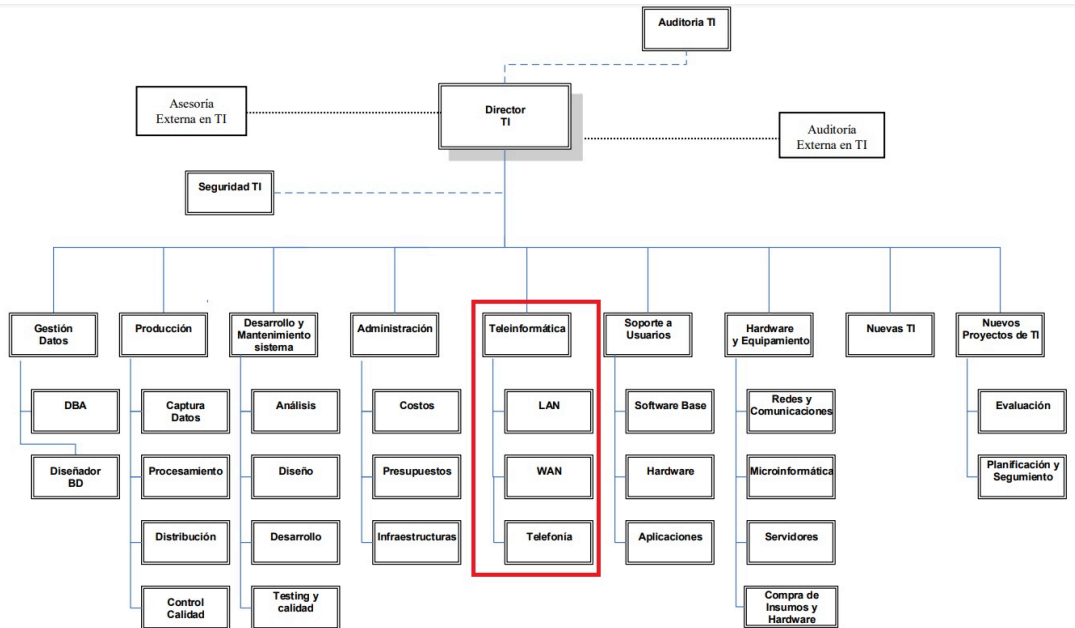 Auditoria TI
Director
TI
Asesoría
Externa en TI
Auditoría
Externa en TI
Seguridad TI
Gestión
Datos
Producción
Desarrollo y
Mantenimiento
sistema
Administración
Teleinformática
Soporte a
Usuarios
Hardware
y Equipamiento
Nuevas TI
Nuevos
Proyectos de TI
DBA
Captura
Datos
Análisis
Costos
LAN
Software Base
Redes y
Comunicaciones
Evaluación
Diseñador
BD
Procesamiento
Diseño
Presupuestos
WAN
Hardware
Microinformática
Planificación y
Segumiento
Distribución
Desarrollo
Infraestructuras
Telefonía
Aplicaciones
Servidores
Control
Calidad
Testing y
calidad
Compra de
Insumos y
Hardware